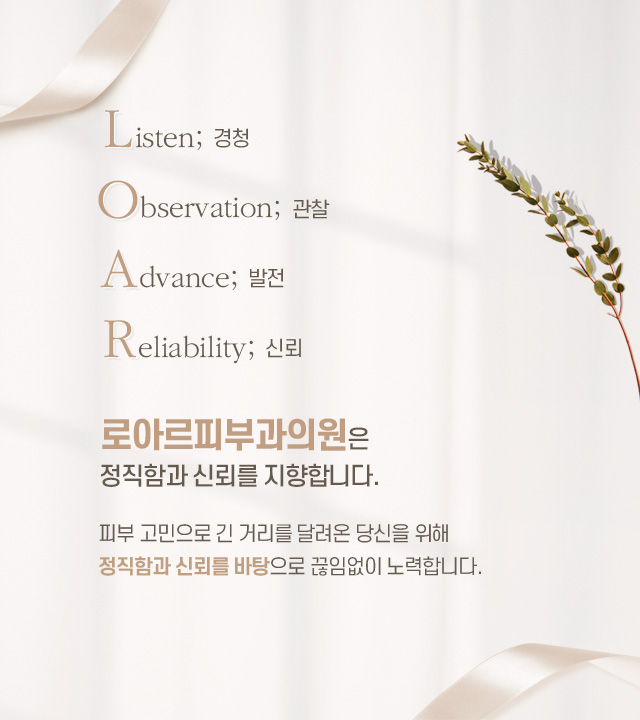 Listen; 경청
Observation; 관찰
Advance; 발전
Reliability; 신뢰
로아르피부과의원은
정직함과 신뢰를 지향합니다.
피부 고민으로 긴 거리를 달려온 당신을 위해
정직함과 신뢰를 바탕으로 끊임없이 노력합니다.